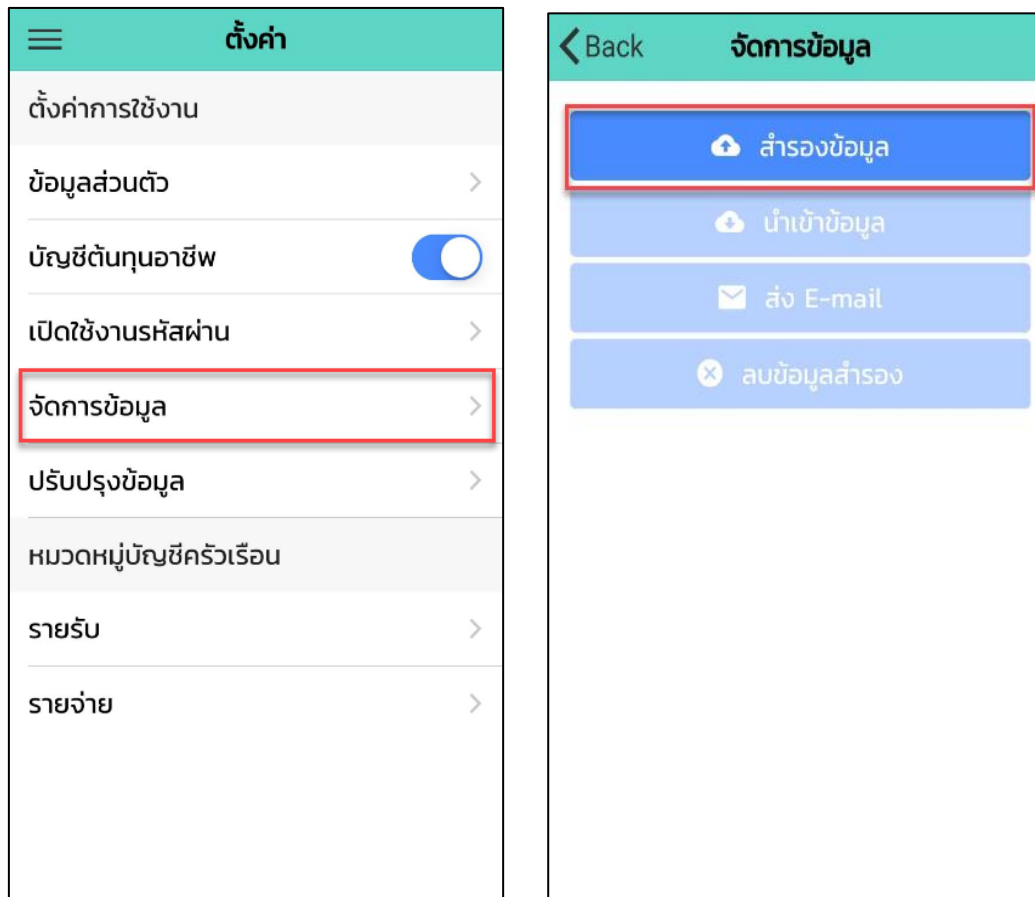 ตั้งค่า
ตั้งค่าการใช้งาน
ข้อมูลส่วนตัว
บัญชีต้นทุนอาชีพ
เปิดใช้งานรหัสผ่าน
จัดการข้อมูล
ปรับปรุงข้อมูล
หมวดหมู่บัญชีครัวเรือน
รายรับ
รายจ่าย
Back จัดการข้อมูล
สำรองข้อมูล
นำเข้าข้อมูล
ส่ง E-mail
ลบข้อมูลสำรอง